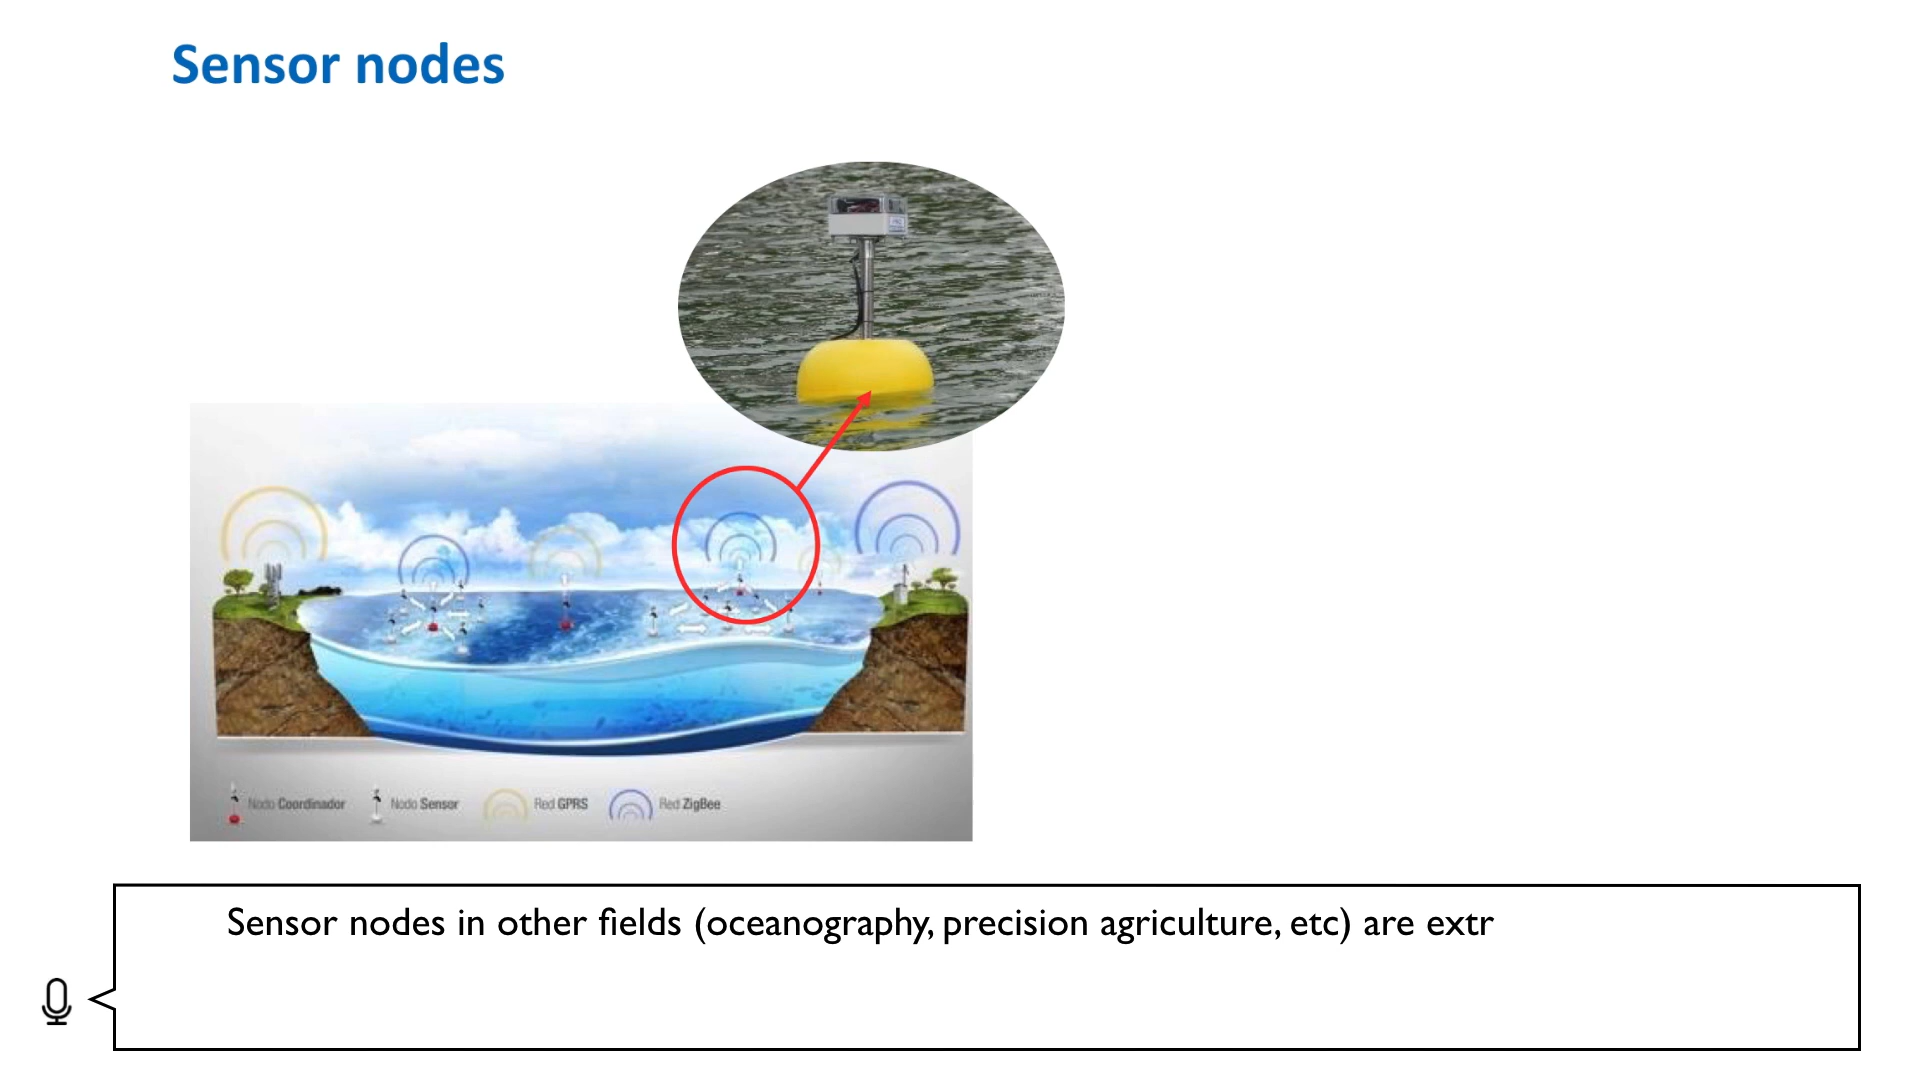 Sensor nodes
Nodo Coordinador
Nodo Sensor
Red GPRS
Red ZigBee
Sensor nodes in other fields (oceanography, precision agriculture, etc) are extr